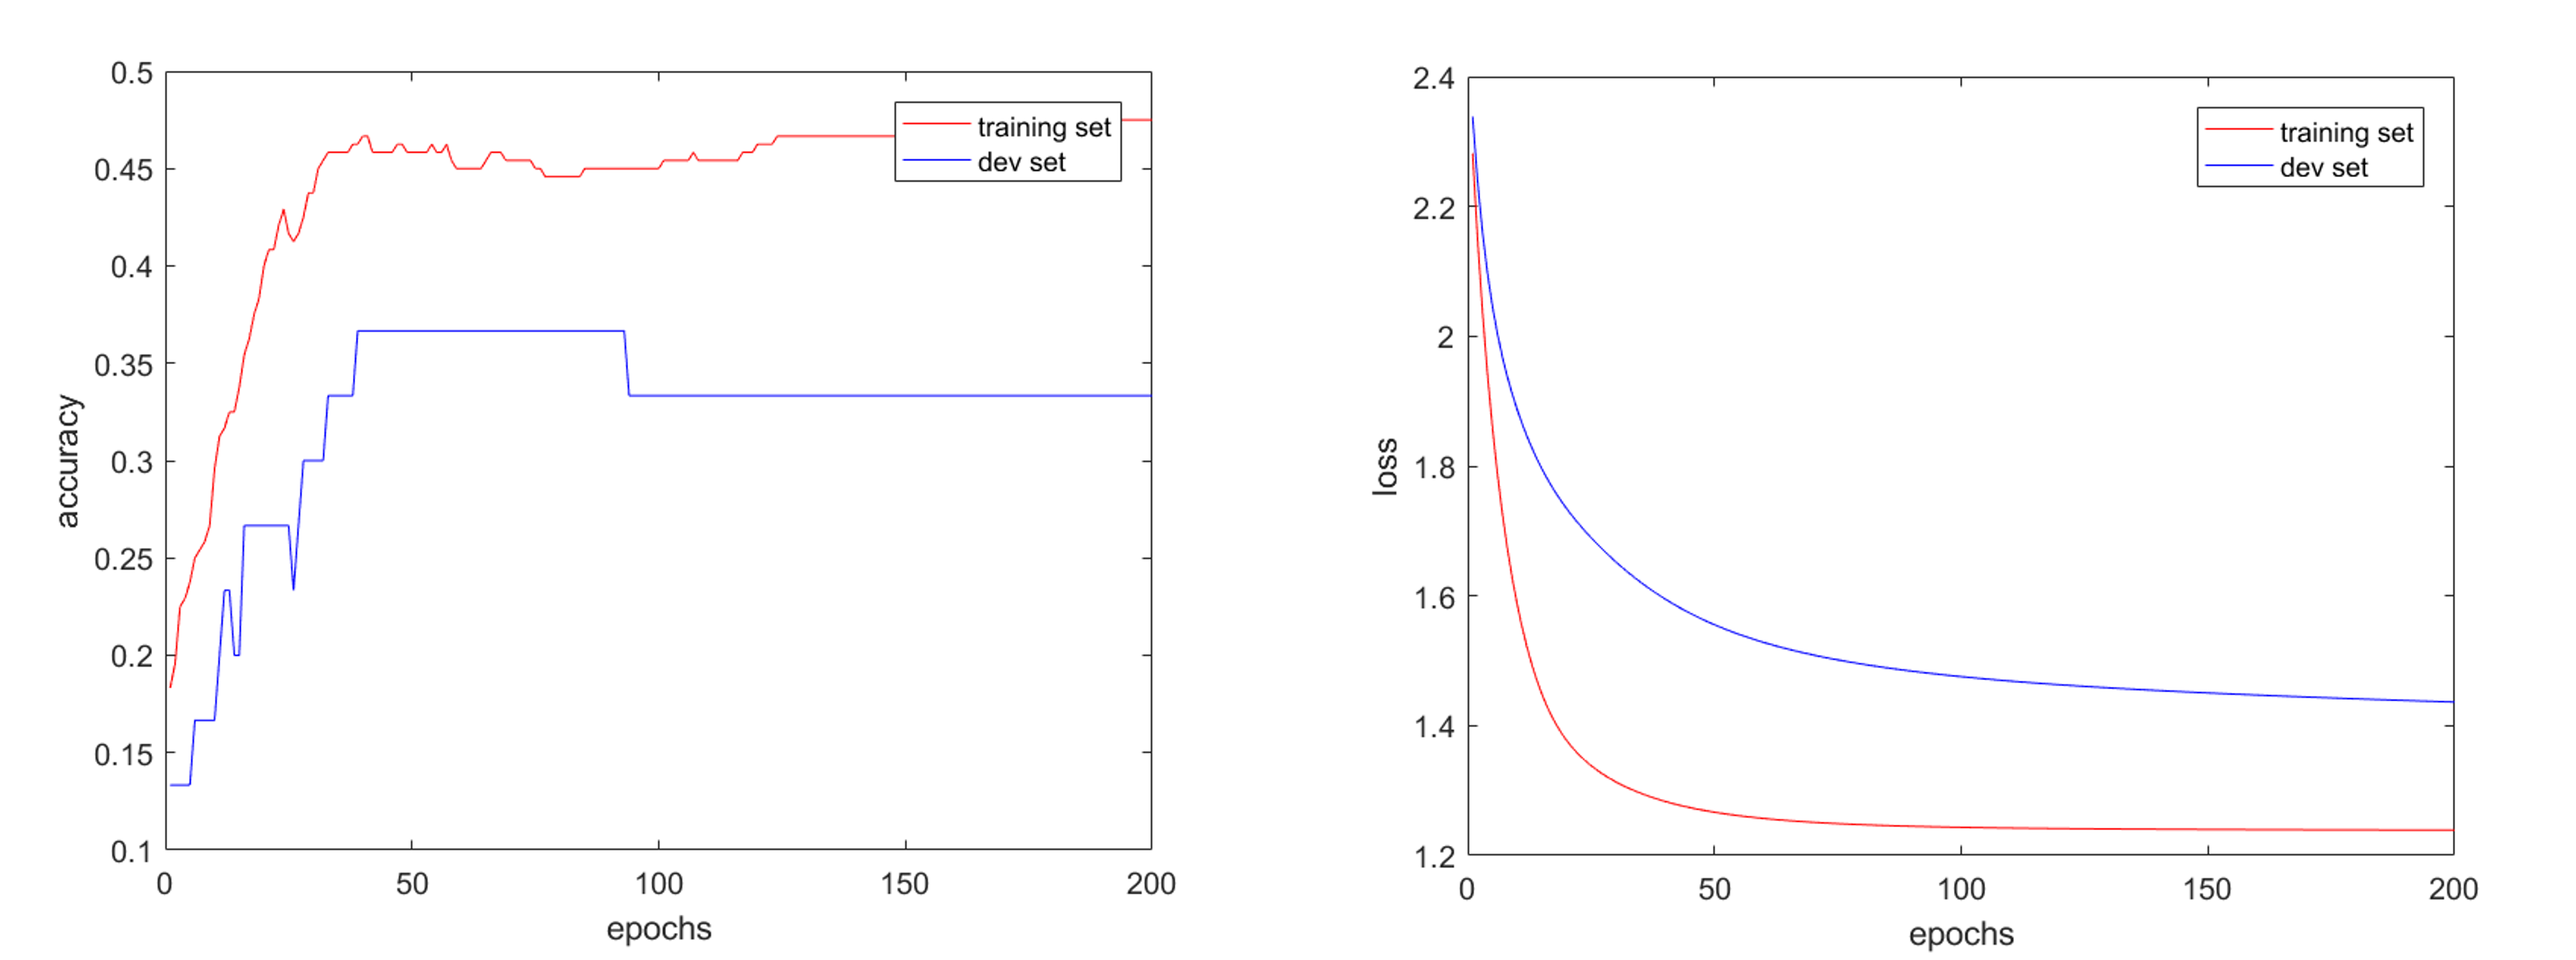 0.5
0.45
0.4
0.35
0.3
0.25
0.2
0.15
0.1
accuracy
0 50 100 150 200
epochs
training set
dev set
2.4
2.2
2
1.8
1.6
1.4
1.2
loss
0 50 100 150 200
epochs
training set
dev set